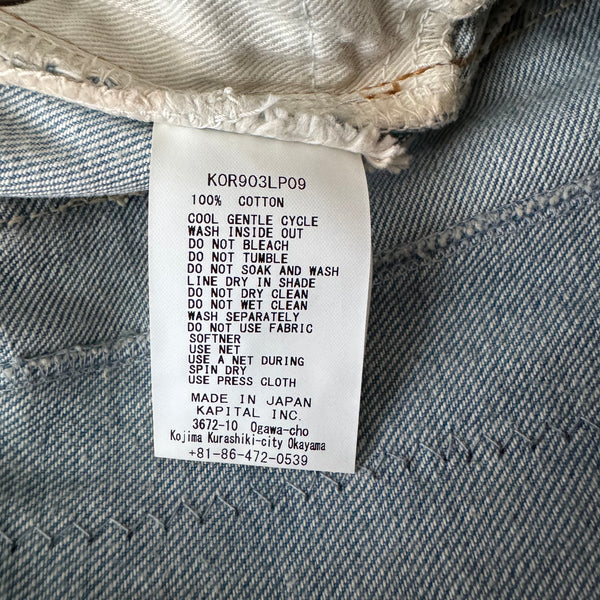 KOR903LP09
100% COTTON
COOL GENTLE CYCLE
WASH INSIDE OUT
DO NOT BLEACH
DO NOT TUMBLE
DO NOT SOAK AND WASH
LINE DRY IN SHADE
DO NOT DRY CLEAN
DO NOT WET CLEAN
WASH SEPARATELY
DO NOT USE FABRIC
SOFTNER
USE NET
USE A NET DURING
SPIN DRY
USE PRESS CLOTH
MADE IN JAPAN
KAPITAL INC.
3672-10 Ogawa-cho
Kojima Kurashiki-city Okayama
+81-86-472-0539